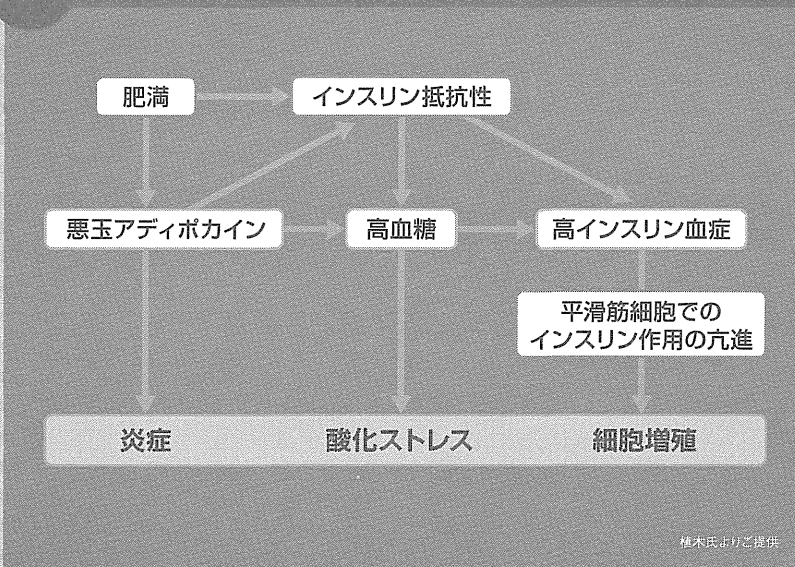 肥満
インスリン抵抗性
悪玉アディポカイン
高血糖
高インスリン血症
平滑筋細胞での
インスリン作用の亢進
炎症
酸化ストレス
細胞増殖
植木氏よりご提供